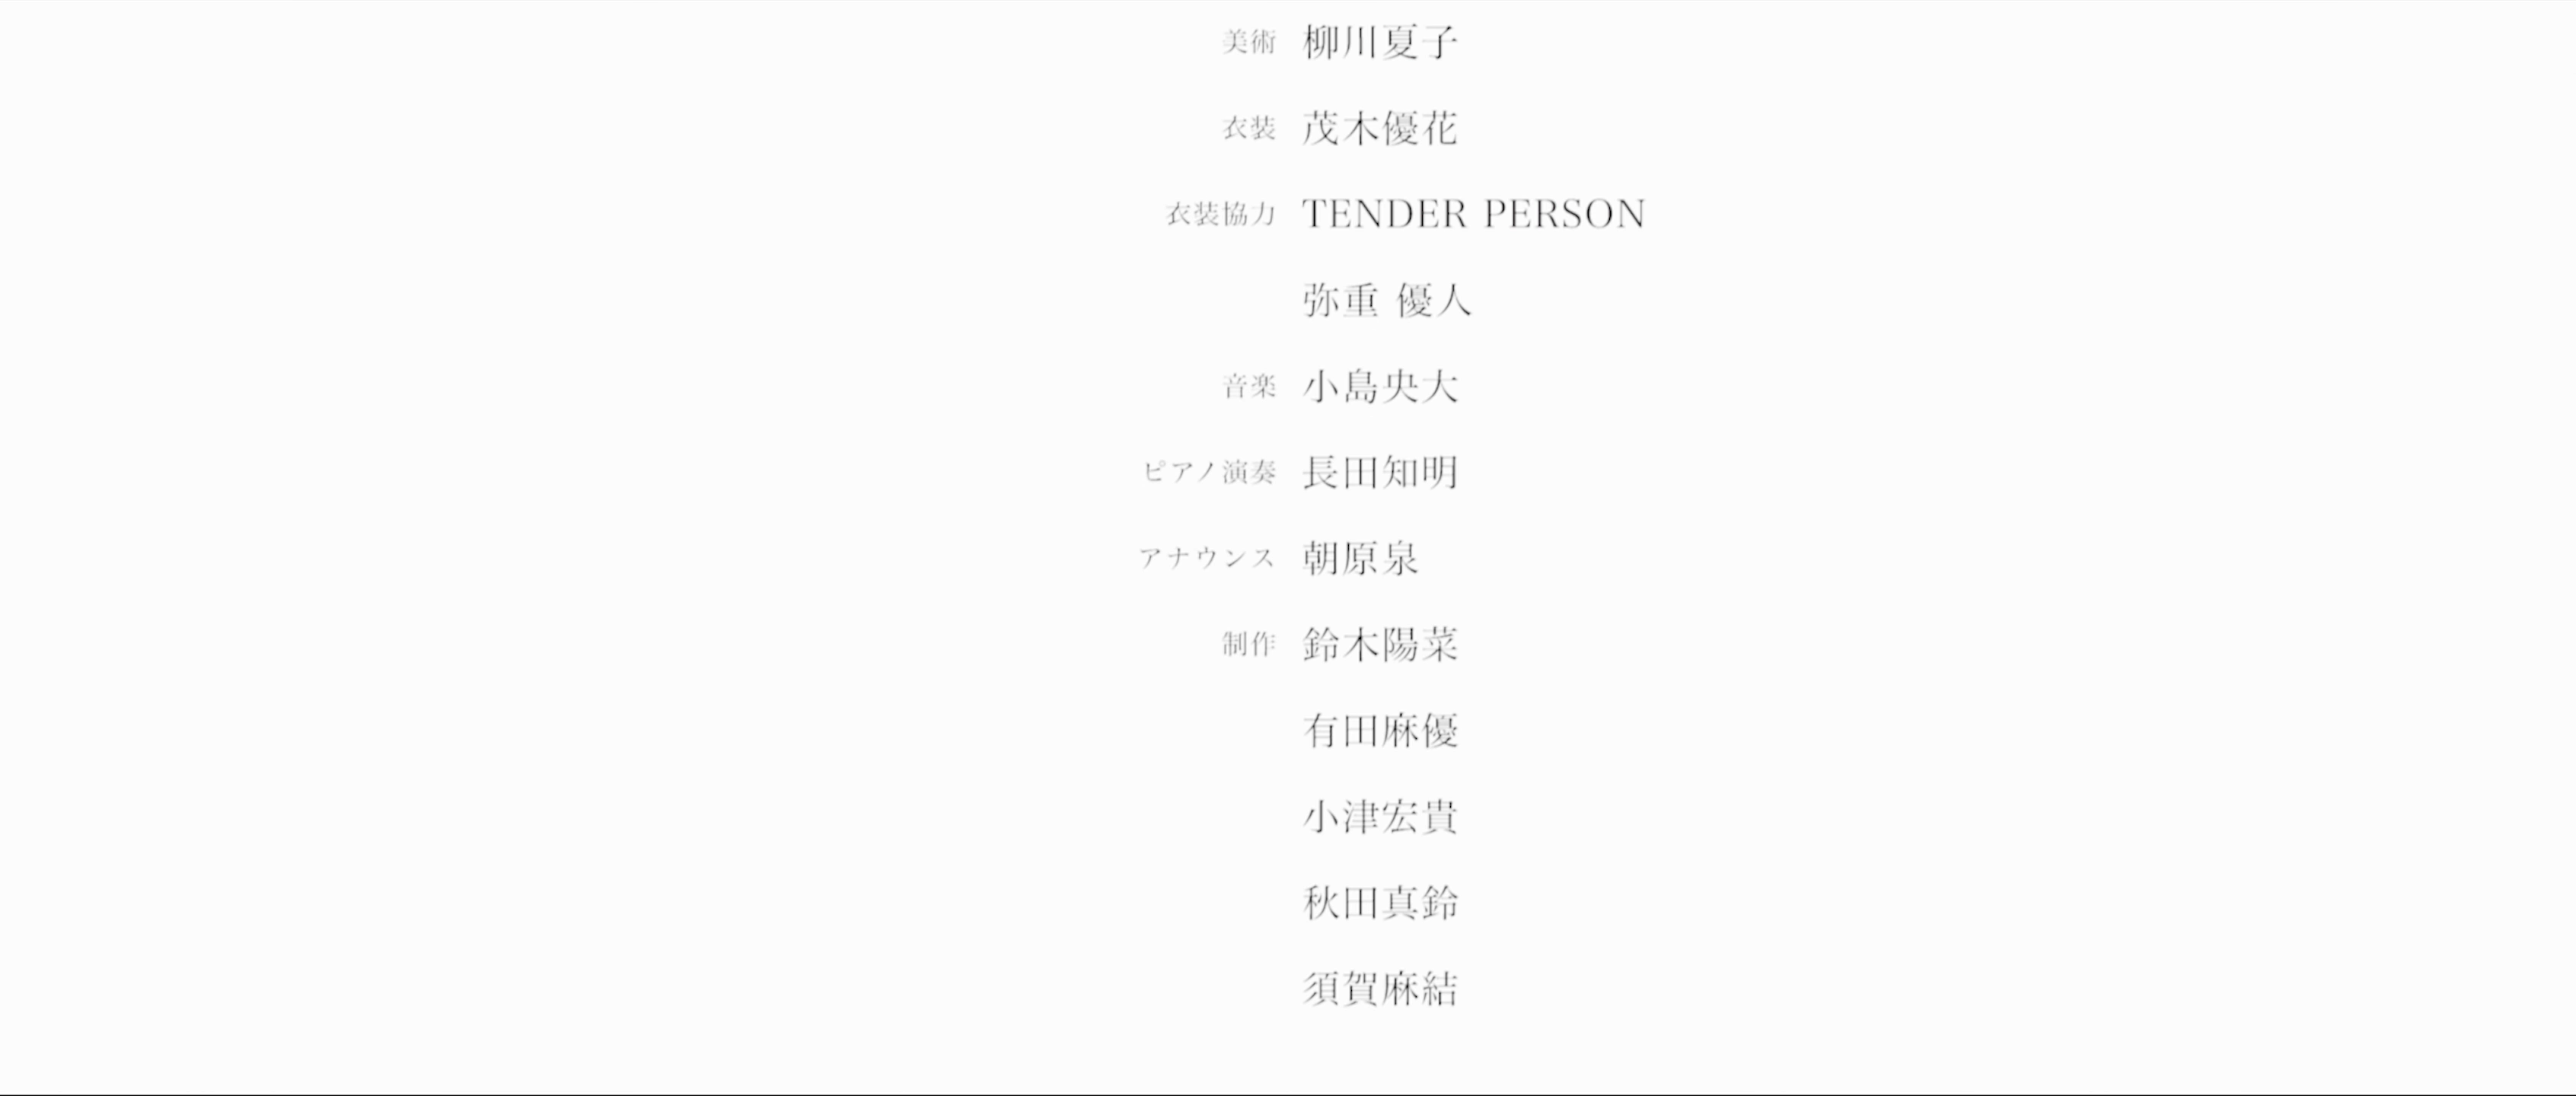 美術 柳川夏子
衣装 茂木優花
衣装協力 TENDER PERSON
弥重 優人
音楽 小島央大
ピアノ演奏 長田知明
アナウンス 朝原泉
制作 鈴木陽菜
有田麻優
小津宏貴
秋田真鈴
須賀麻結